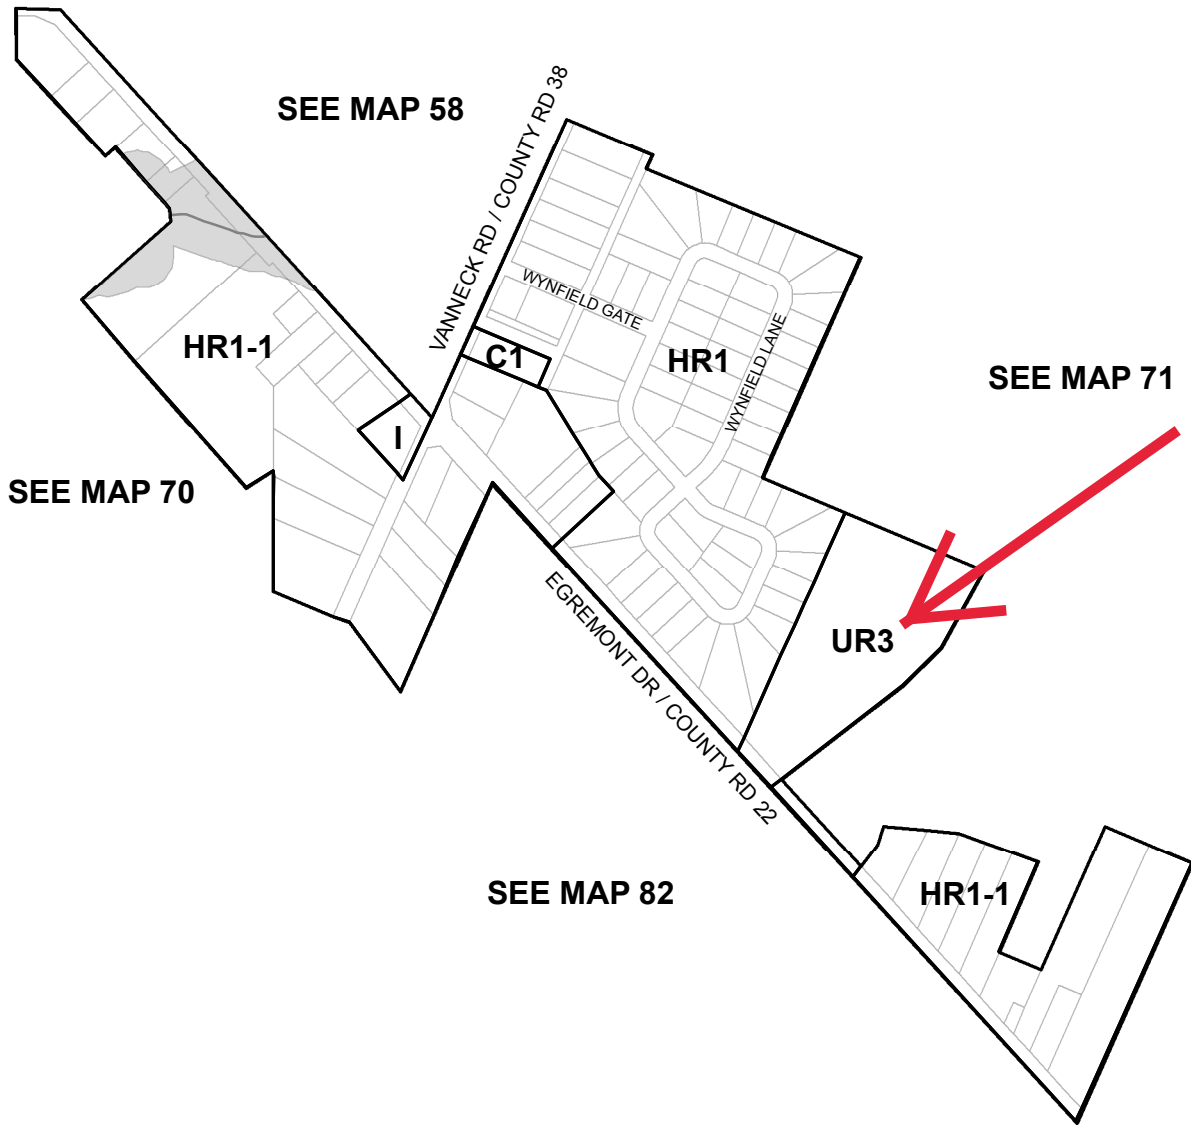 SEE MAP 58
VANNECK RD / COUNTY RD 38
WYNFIELD GATE
WYNFIELD LANE
HR1-1
C1
HR1
SEE MAP 71
I
SEE MAP 70
EGREMONT DR / COUNTY RD 22
UR3
SEE MAP 82
HR1-1